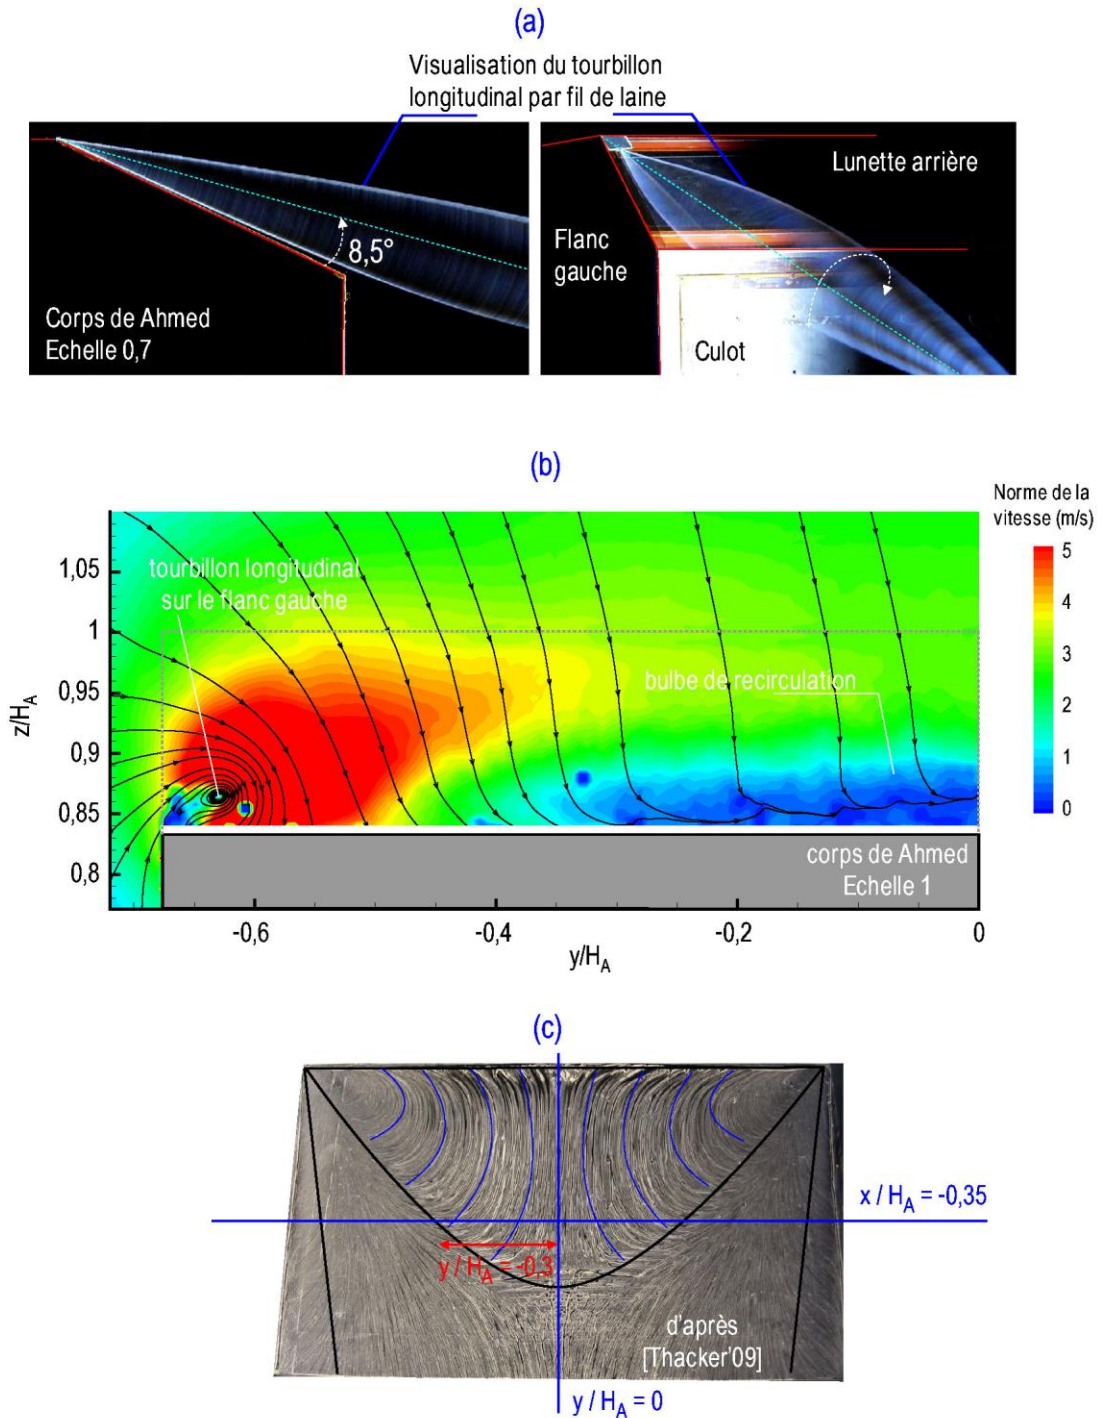 (a)
Visualisation du tourbillon
longitudinal par fil de laine
8,5°
Corps de Ahmed
Echelle 0,7
Lunette arrière
Flanc
gauche
Culot
(b)
Norme de la
vitesse (m/s)
5
4
3
2
1
0
tourbillon longitudinal
sur le flanc gauche
bulbe de recirculation
z/HA
1,05
1
0,95
0,9
0,85
0,8
corps de Ahmed
Echelle 1
-0,6
-0,4
-0,2
0
y/HA
(c)
x / HA = -0,35
y / HA = -0,3
d'après
[Thacker'09]
y / HA = 0